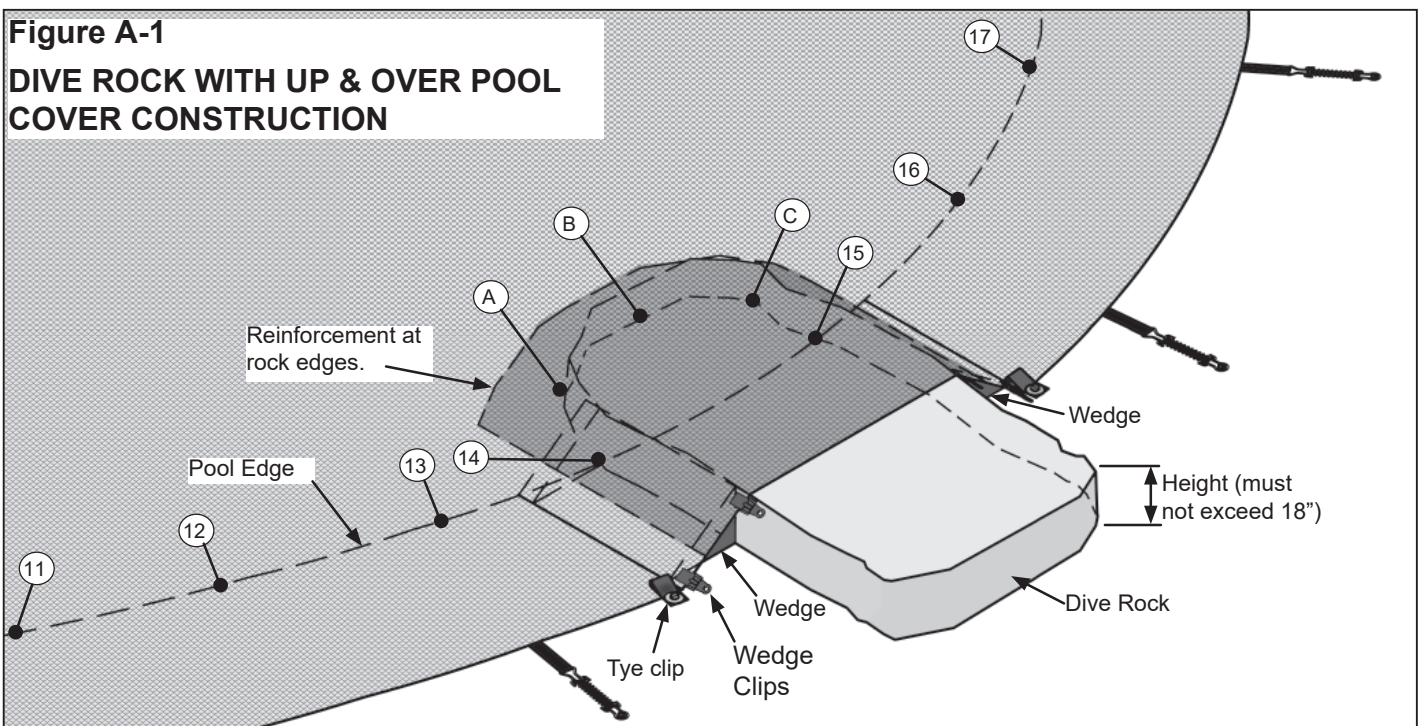 Figure A-1
DIVE ROCK WITH UP & OVER POOL
COVER CONSTRUCTION
17
16
C
B
15
A
Reinforcement at
rock edges.
Wedge
14
13
Pool Edge
Height (must
not exceed 18”)
12
11
Wedge
Dive Rock
Tye clip
Wedge
Clips